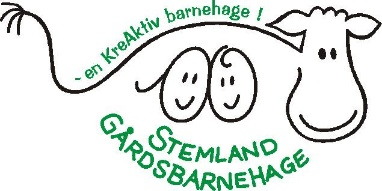 - en KreAktiv barnehage !
STEMLAND
GÅRDSBARNEHAGE